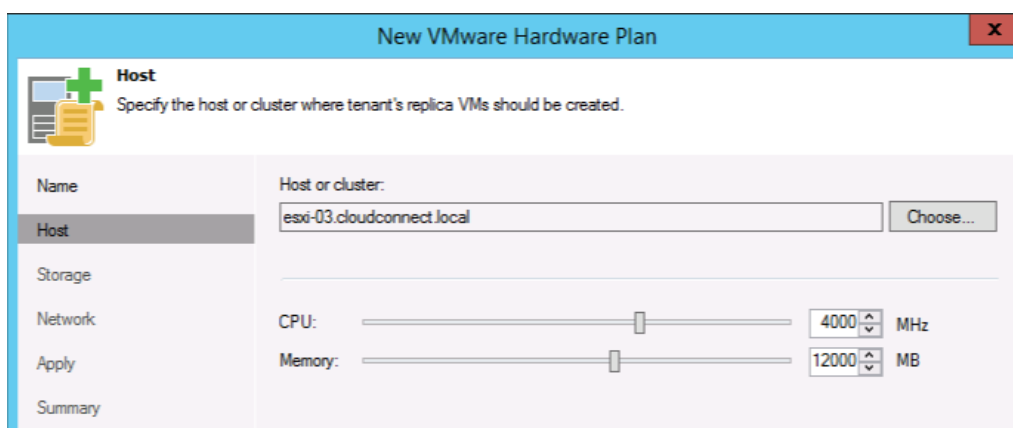 New VMware Hardware Plan
x
Host
Specify the host or cluster where tenant's replica VMs should be created.
Name
Host
Storage
Network
Apply
Summary
Host or cluster:
esxi-03.cloudconnect.local
Choose...
CPU:
4000
MHz
Memory:
12000
MB